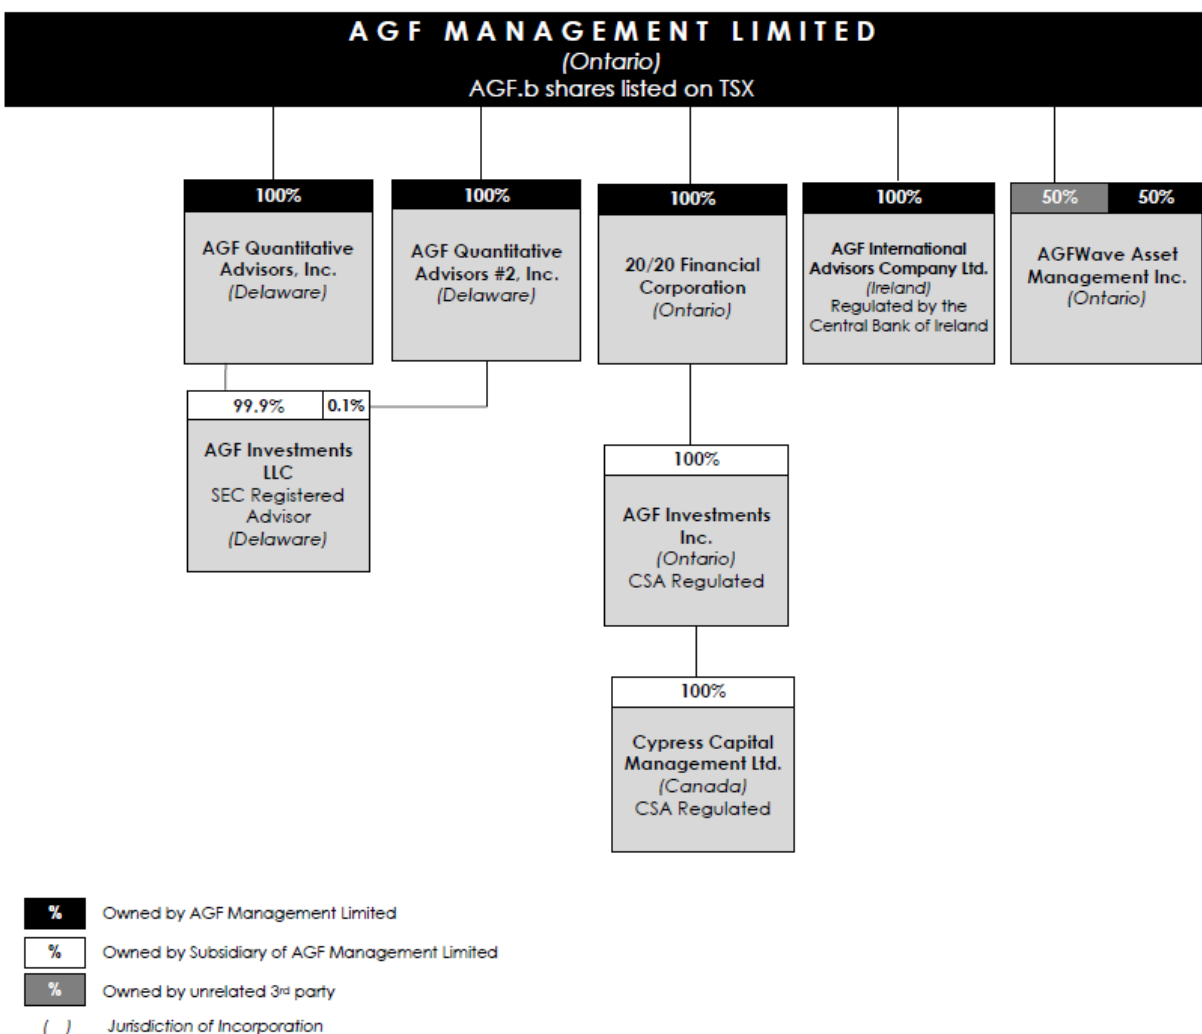 AGF MANAGEMENT LIMITED
(Ontario)
AGF.b shares listed on TSX
100%
AGF Quantitative
Advisors, Inc.
(Delaware)
100%
AGF Quantitative
Advisors #2, Inc.
(Delaware)
100%
20/20 Financial
Corporation
(Ontario)
100%
AGF International
Advisors Company Ltd.
(Ireland)
Regulated by the
Central Bank of Ireland
50% 50%
AGFWave Asset
Management Inc.
(Ontario)
99.9% 0.1%
AGF Investments
LLC
SEC Registered
Advisor
(Delaware)
100%
AGF Investments
Inc.
(Ontario)
CSA Regulated
100%
Cypress Capital
Management Ltd.
(Canada)
CSA Regulated
% Owned by AGF Management Limited
% Owned by Subsidiary of AGF Management Limited
% Owned by unrelated 3rd party
( ) Jurisdiction of Incorporation